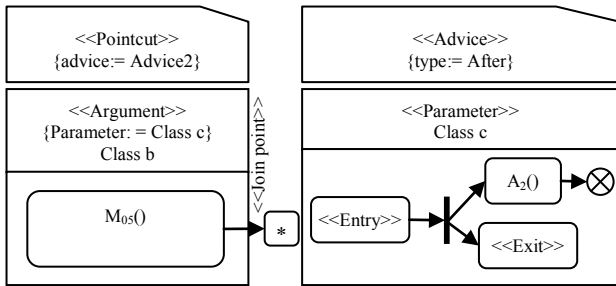 <<Pointcut>>
{advice:= Advice2}
<<Argument>>
{Parameter: = Class c}
Class b
M05()
<<Join point>>
*
<<Advice>>
{type:= After}
<<Parameter>>
Class c
<<Entry>>
A2()
<<Exit>>